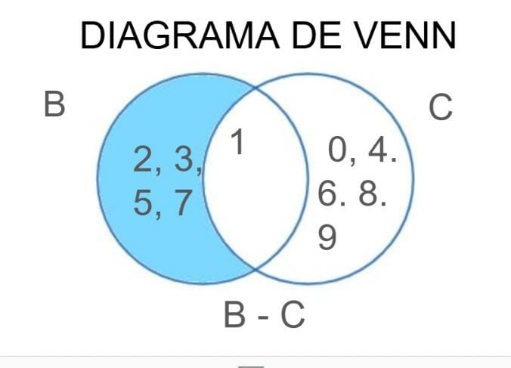 DIAGRAMA DE VENN
B
C
1
2, 3,
5, 7
0, 4.
6. 8.
9
B - C